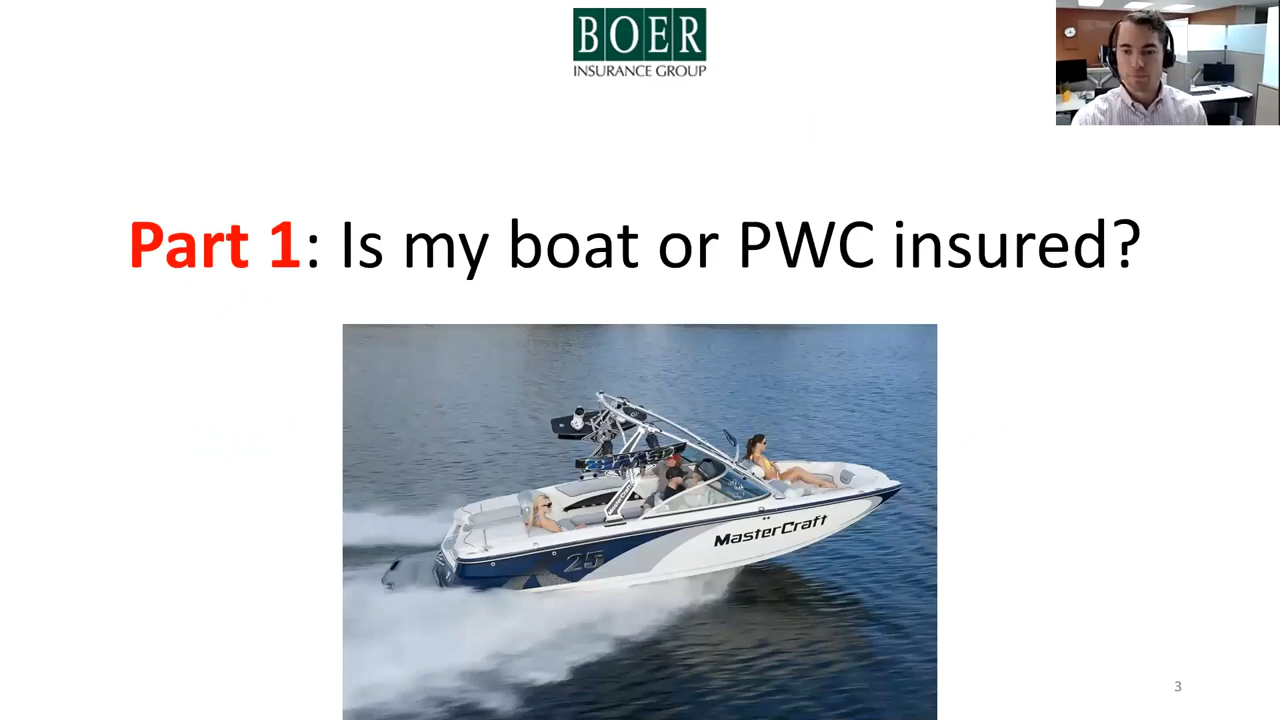 BOER
INSURANCE GROUP
Part 1: Is my boat or PWC insured?
MasterCraft
25
3